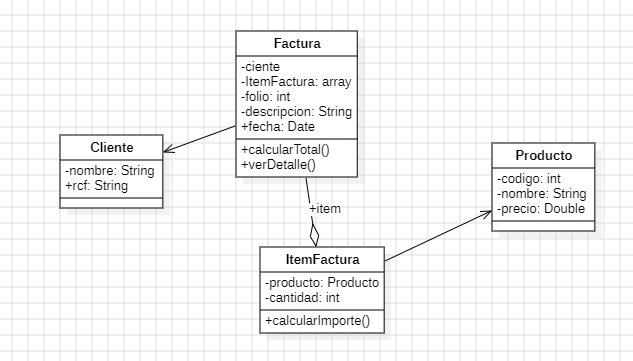 Factura
-ciente
-ItemFactura: array
-folio: int
-descripcion: String
+fecha: Date
+calcularTotal()
+verDetalle()
Cliente
-nombre: String
+rcf: String
Producto
-codigo: int
-nombre: String
-precio: Double
+item
ItemFactura
-producto: Producto
-cantidad: int
+calcularImporte()